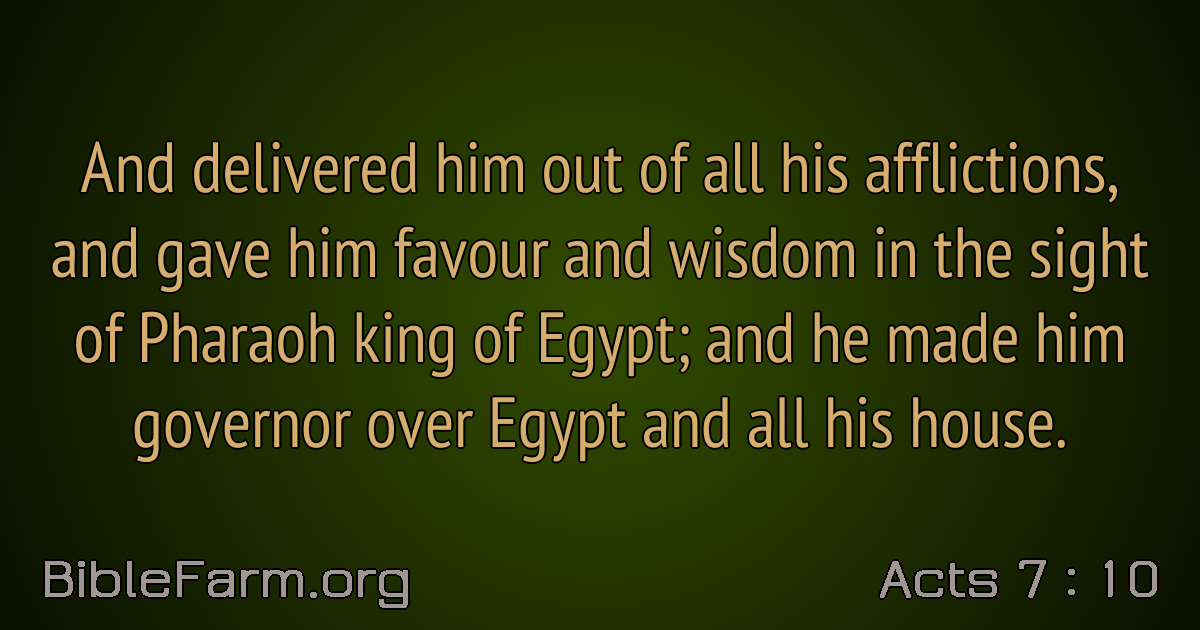 And delivered him out of all his afflictions,
and gave him favour and wisdom in the sight
of Pharaoh king of Egypt; and he made him
governor over Egypt and all his house.
BibleFarm.org
Acts 7 : 10